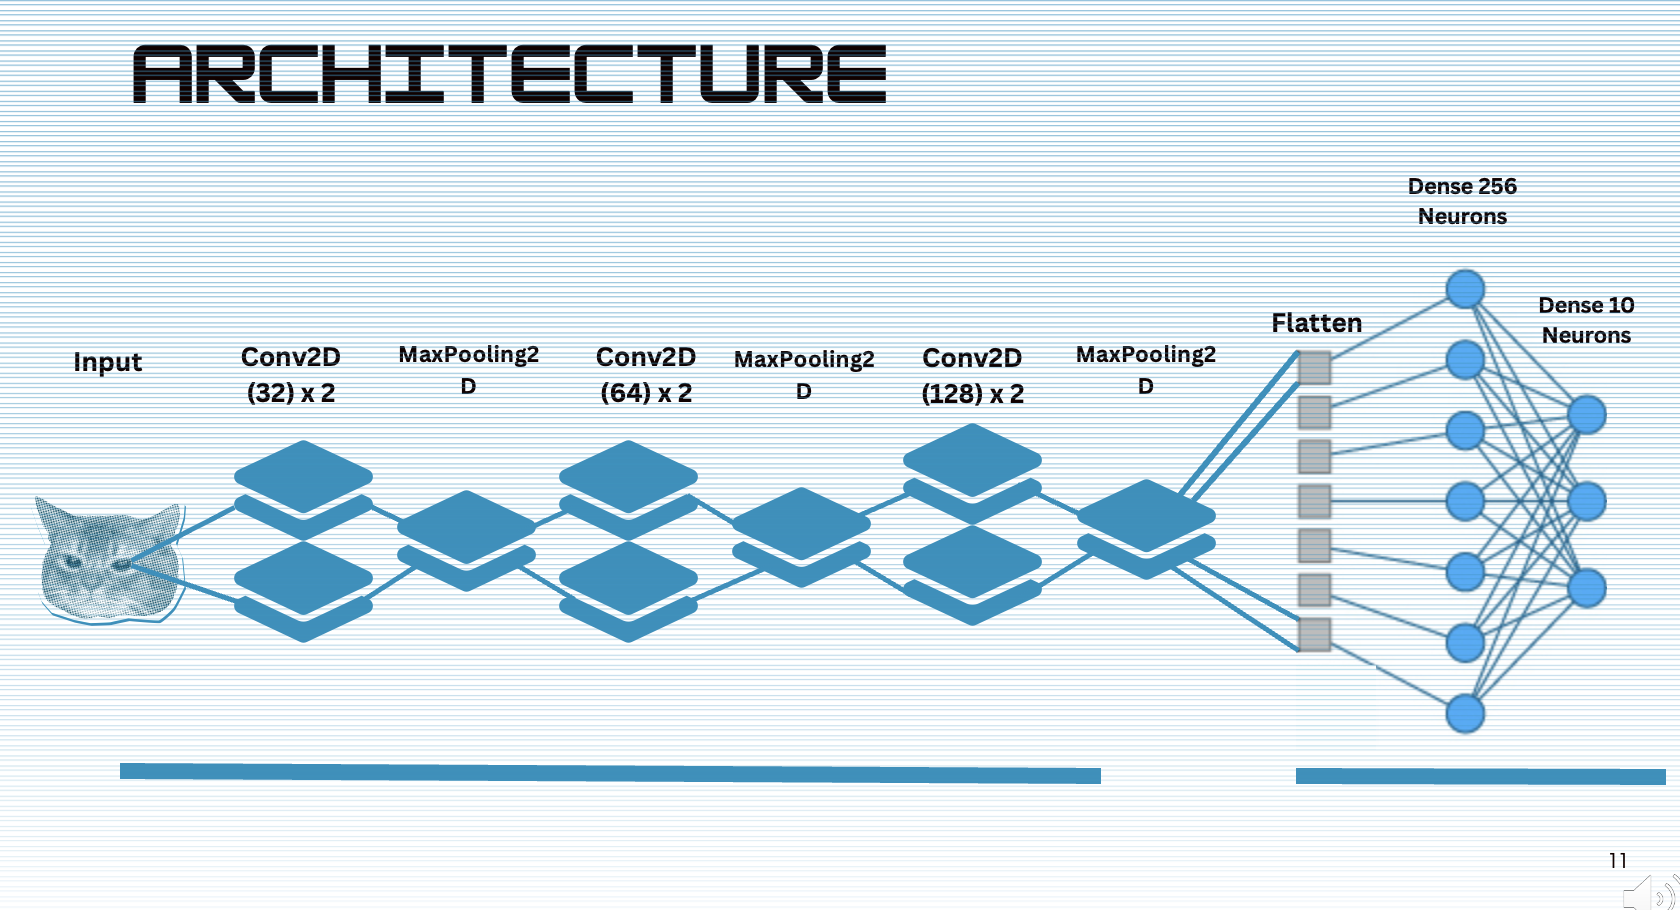 ARCHITECTURE
Dense 256
Neurons
Dense 10
Neurons
Flatten
Input
Conv2D
(32) x 2
MaxPooling2
D
Conv2D
(64) x 2
MaxPooling2
D
Conv2D
(128) x 2
MaxPooling2
D
11